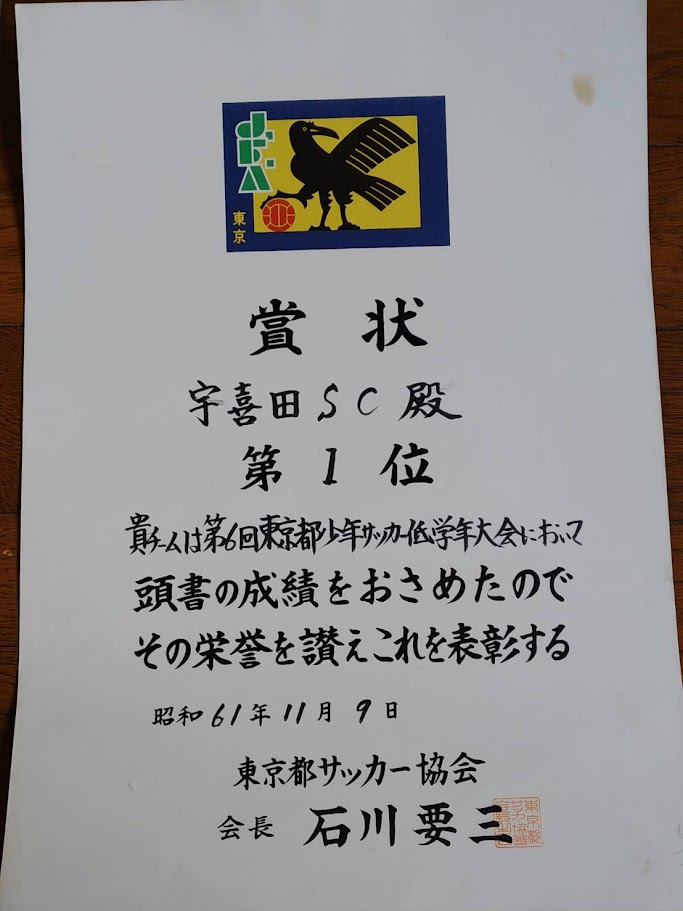 J.F.A.
東京
賞状
宇喜田SC殿
第1位
貴チームは第6回東京都少年サッカー低学年大会において
頭書の成績をおさめたので
その栄誉を讃えこれを表彰する
昭和61年11月9日
東京都サッカー協会
会長 石川要三